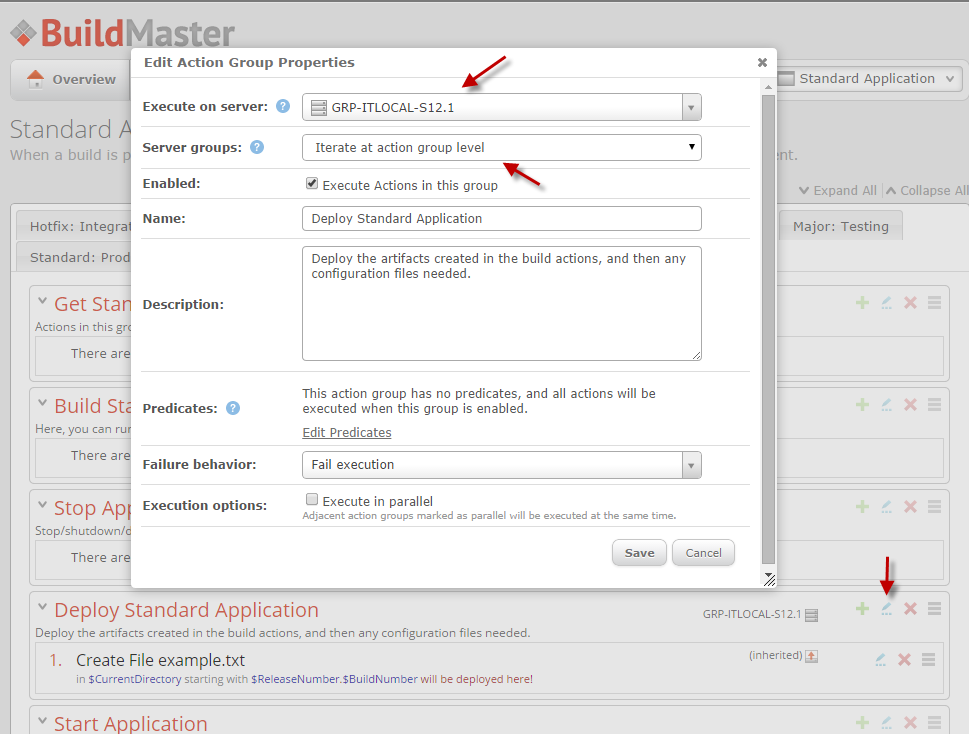 BuildMaster
Edit Action Group Properties
Overview
Standard Application
Execute on server: ? GRP-ITLOCAL-S12.1
Standard A
When a build is p
nt.
Server groups: ? Iterate at action group level
Enabled: Execute Actions in this group
Expand All Collapse All
Name: Deploy Standard Application
Hotfix: Integrat
Major: Testing
Standard: Prod
Description: Deploy the artifacts created in the build actions, and then any
configuration files needed.
Get Stan
Actions in this gro
There are
Predicates: ? This action group has no predicates, and all actions will be
executed when this group is enabled.
Edit Predicates
Build Sta
Here, you can run
There are
Failure behavior: Fail execution
Execution options: Execute in parallel
Adjacent action groups marked as parallel will be executed at the same time.
Stop App
Stop/shutdown/d
There are
Save Cancel
Deploy Standard Application
GRP-ITLOCAL-S12.1
Deploy the artifacts created in the build actions, and then any configuration files needed.
1. Create File example.txt
(inherited)
in $CurrentDirectory starting with $ReleaseNumber.$BuildNumber will be deployed here!
Start Application